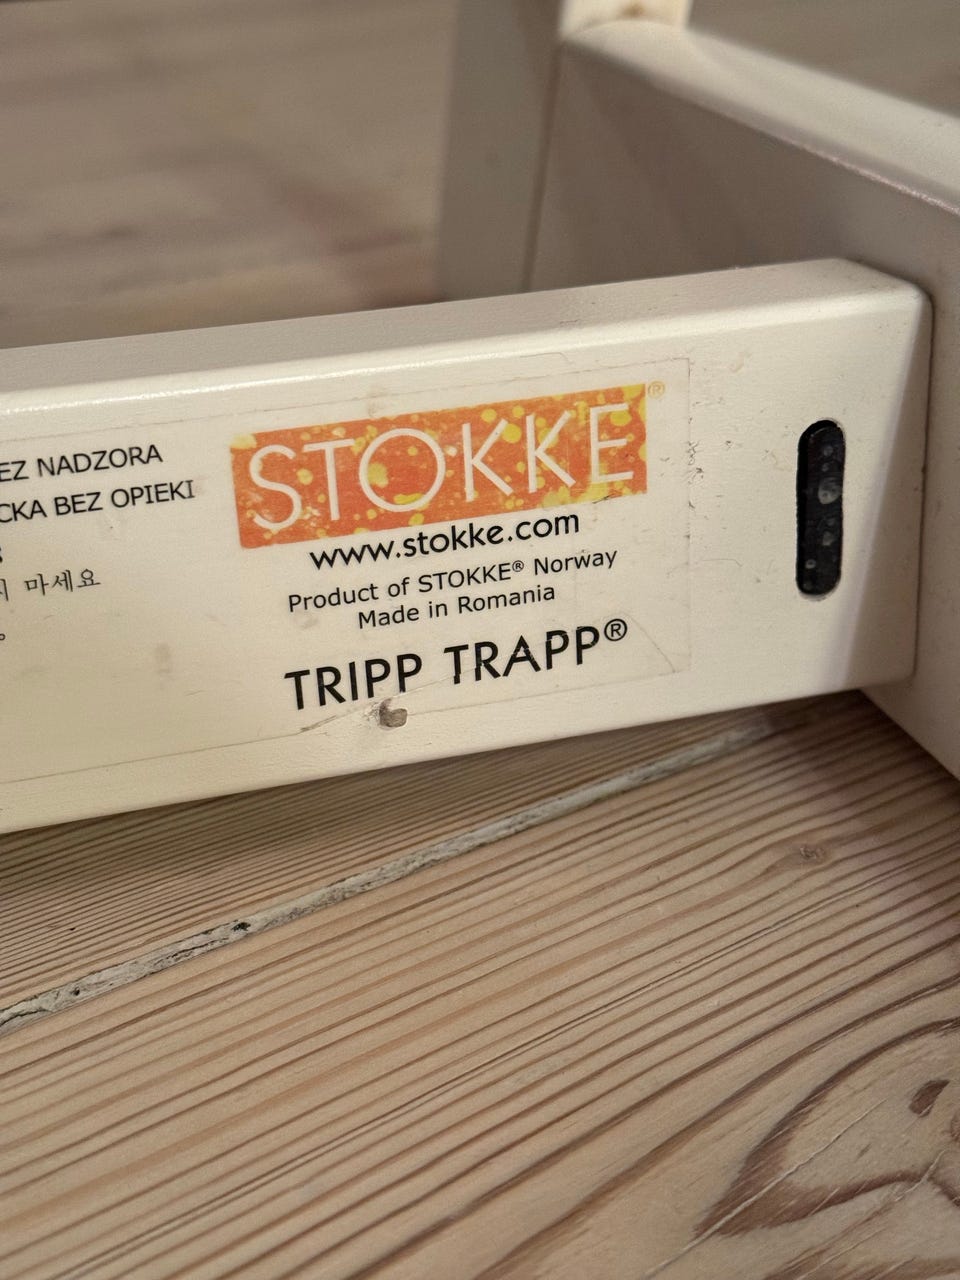 EZ NADZORA
CKA BEZ OPIEKI
지 마세요
STOKKE®
www.stokke.com
Product of STOKKE® Norway
Made in Romania
TRIPP TRAPP®